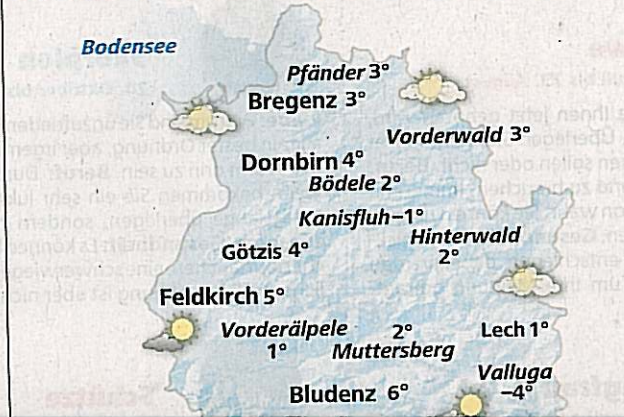 Bodensee
Pfänder 3°
Bregenz 3°
Vorderwald 3°
Dornbirn 4°
Bödele 2°
Kanisfluh –1°
Hinterwald
2°
Götzis 4°
Feldkirch 5°
Vorderälpele
1°
2°
Muttersberg
Lech 1°
Valluga
–4°
Bludenz 6°